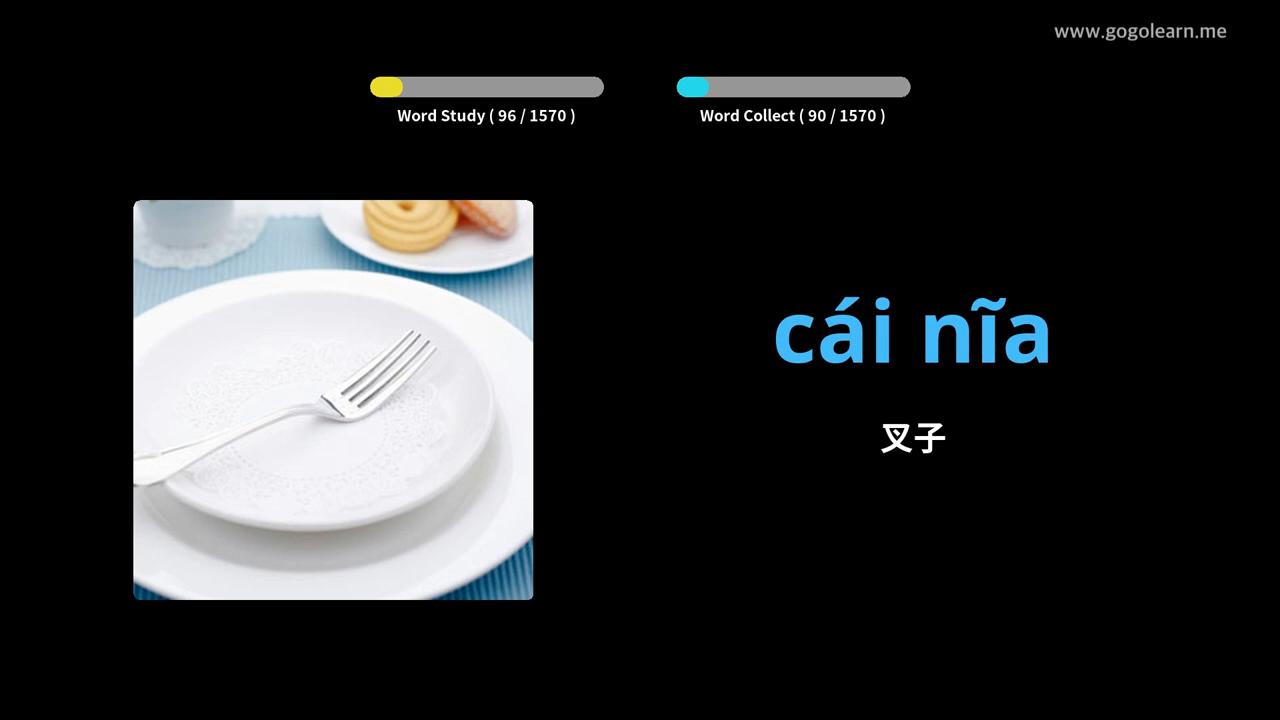 www.gogolearn.me
Word Study ( 96 / 1570 )
Word Collect ( 90 / 1570 )
cái nĩa
叉子